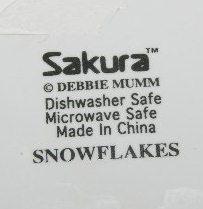 Sakura™
© DEBBIE MUMM
Dishwasher Safe
Microwave Safe
Made In China
SNOWFLAKES